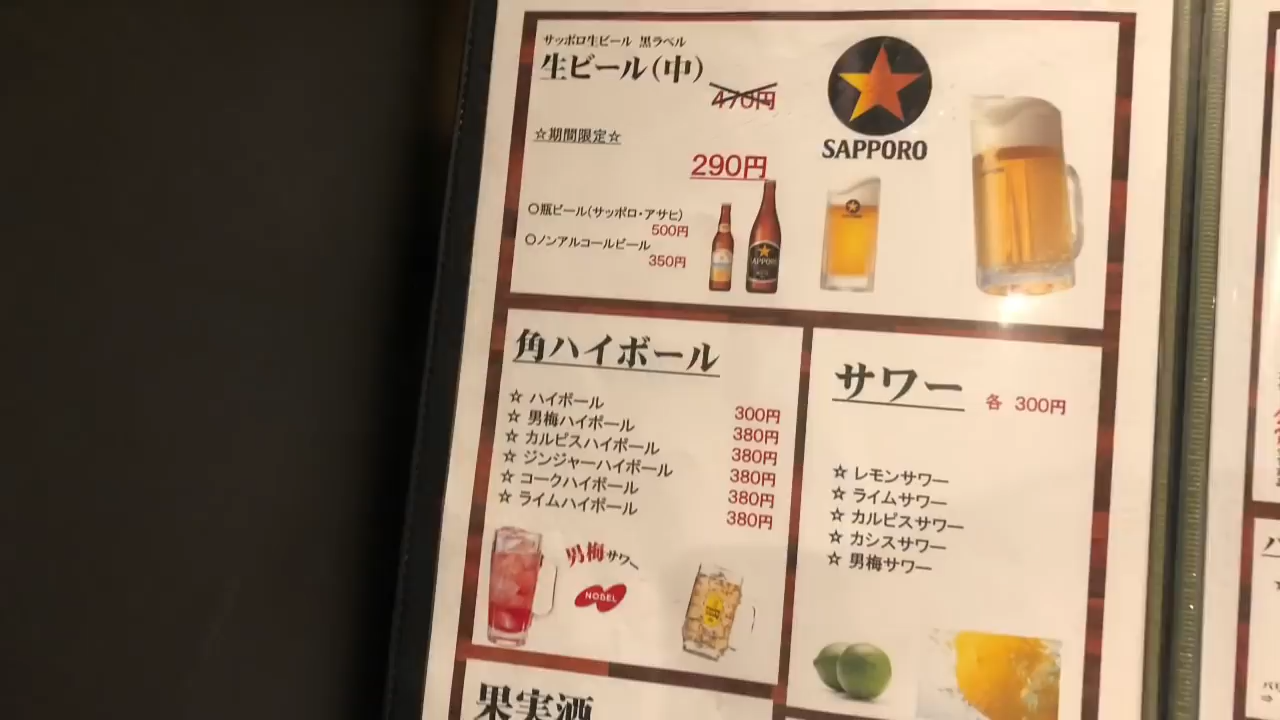 サッポロ生ビール 黒ラベル
生ビール(中)
470円
☆期間限定☆
290円
SAPPORO
○瓶ビール(サッポロ・アサヒ)
500円
○ノンアルコールビール
350円
SAPPORO
角ハイボール
☆ ハイボール 300円
☆ 男梅ハイボール 380円
☆ カルピスハイボール 380円
☆ ジンジャーハイボール 380円
☆ コークハイボール 380円
☆ ライムハイボール 380円
男梅サワー
NOBEL
サワー 各 300円
☆ レモンサワー
☆ ライムサワー
☆ カルピスサワー
☆ カシスサワー
☆ 男梅サワー
果実酒